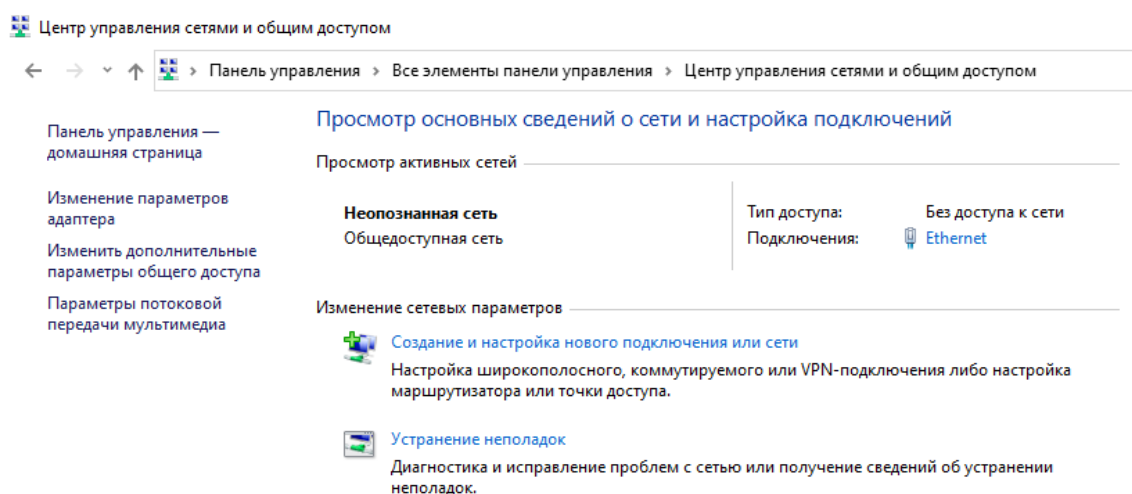 Центр управления сетями и общим доступом
Панель управления > Все элементы панели управления > Центр управления сетями и общим доступом
Панель управления —
домашняя страница
Изменение параметров
адаптера
Изменить дополнительные
параметры общего доступа
Параметры потоковой
передачи мультимедиа
Просмотр основных сведений о сети и настройка подключений
Просмотр активных сетей
Неопознанная сеть
Общедоступная сеть
Тип доступа: Без доступа к сети
Подключения: Ethernet
Изменение сетевых параметров
Создание и настройка нового подключения или сети
Настройка широкополосного, коммутируемого или VPN-подключения либо настройка
маршрутизатора или точки доступа.
Устранение неполадок
Диагностика и исправление проблем с сетью или получение сведений об устранении
неполадок.